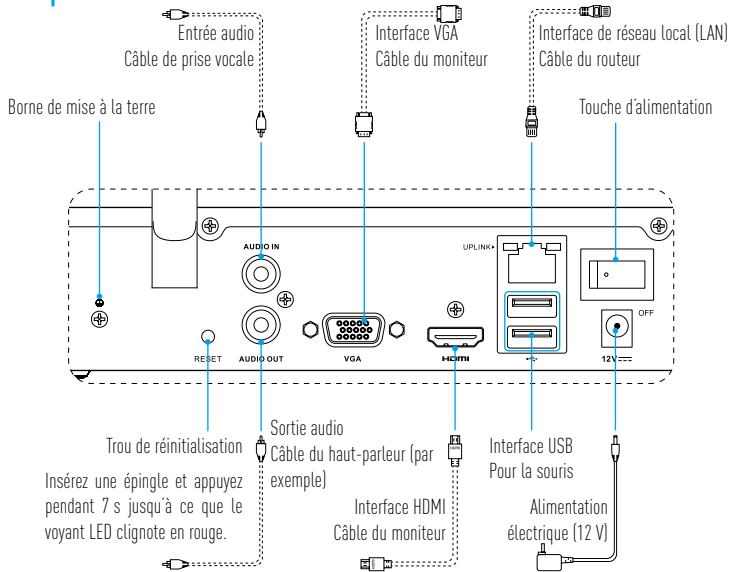 Entrée audio
Câble de prise vocale
Interface VGA
Câble du moniteur
Interface de réseau local (LAN)
Câble du routeur
Borne de mise à la terre
Touche d'alimentation
AUDIO IN
UPLINK
OFF
RESET
AUDIO OUT
VGA
HDMI
12V
Trou de réinitialisation
Insérez une épingle et appuyez
pendant 7 s jusqu'à ce que le
voyant LED clignote en rouge.
Sortie audio
Câble du haut-parleur (par
exemple)
Interface HDMI
Câble du moniteur
Interface USB
Pour la souris
Alimentation
électrique (12 V)